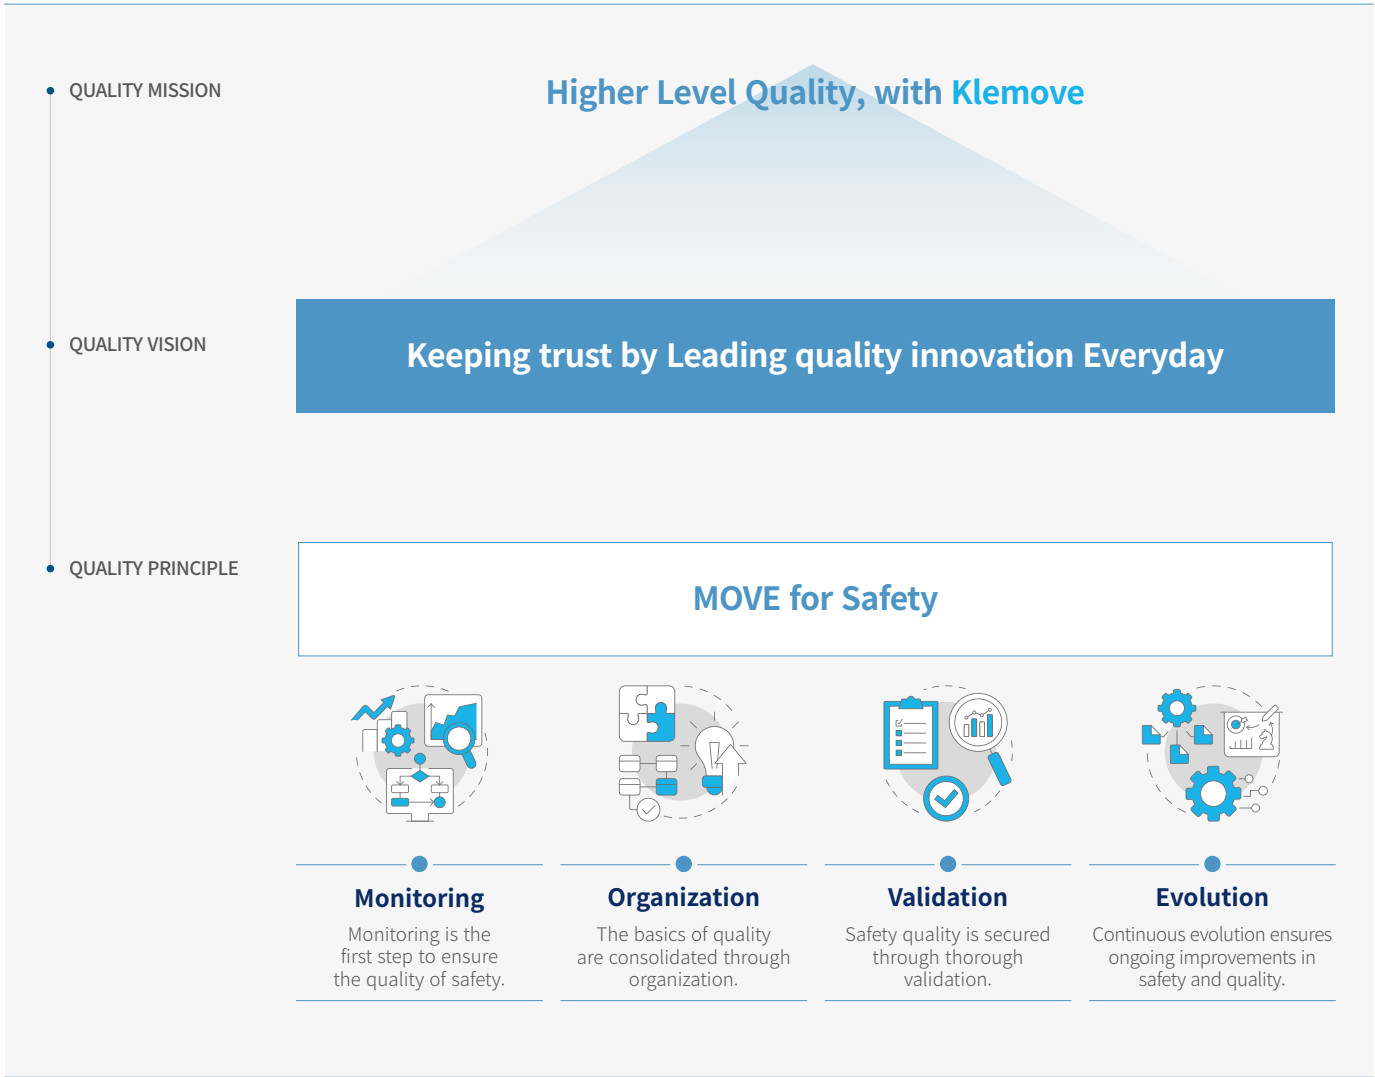 QUALITY MISSION
Higher Level Quality, with Klemove
QUALITY VISION
Keeping trust by Leading quality innovation Everyday
QUALITY PRINCIPLE
MOVE for Safety
Monitoring
Monitoring is the
first step to ensure
the quality of safety.
Organization
The basics of quality
are consolidated through
organization.
Validation
Safety quality is secured
through thorough
validation.
Evolution
Continuous evolution ensures
ongoing improvements in
safety and quality.